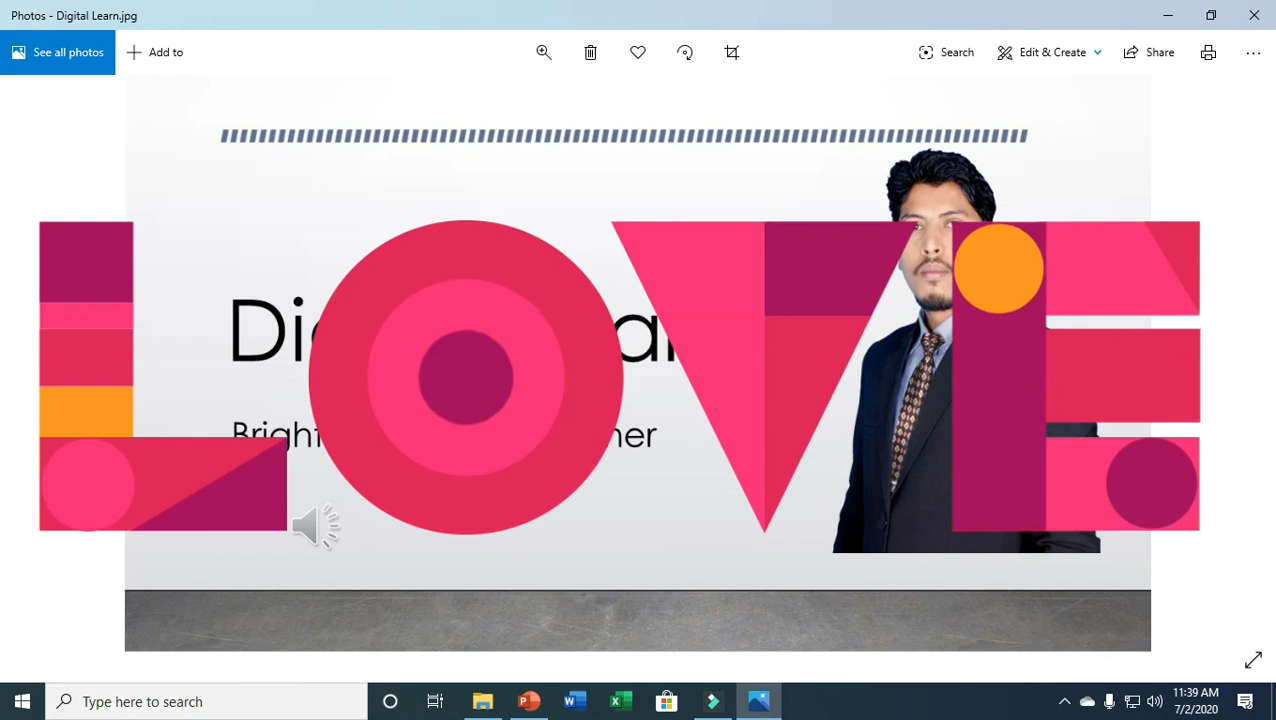 Photos - Digital Learn.jpg
See all photos
Add to
Search
Edit & Create
Share
LOVE
Type here to search
11:39 AM
7/2/2020